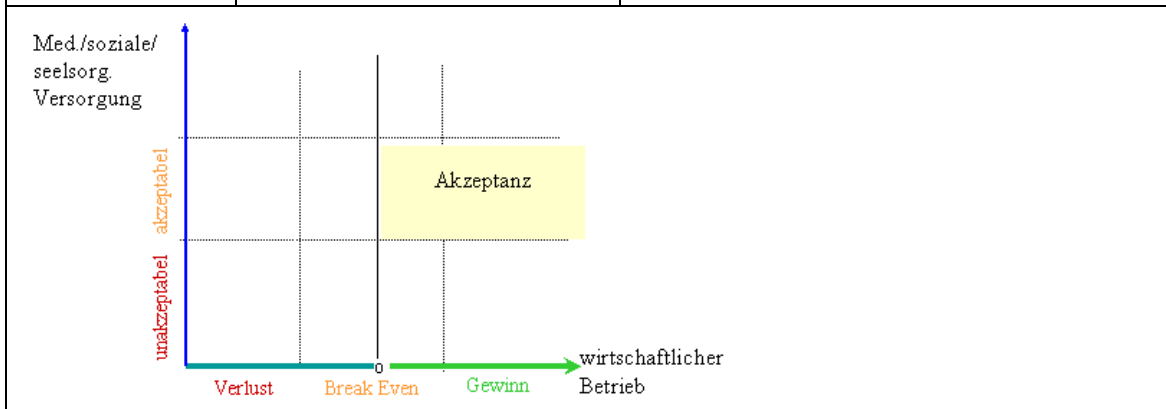 Med./soziale/
seelsorg.
Versorgung
akzeptabel
Akzeptanz
unakzeptabel
0
wirtschaftlicher
Betrieb
Verlust
Break Even
Gewinn